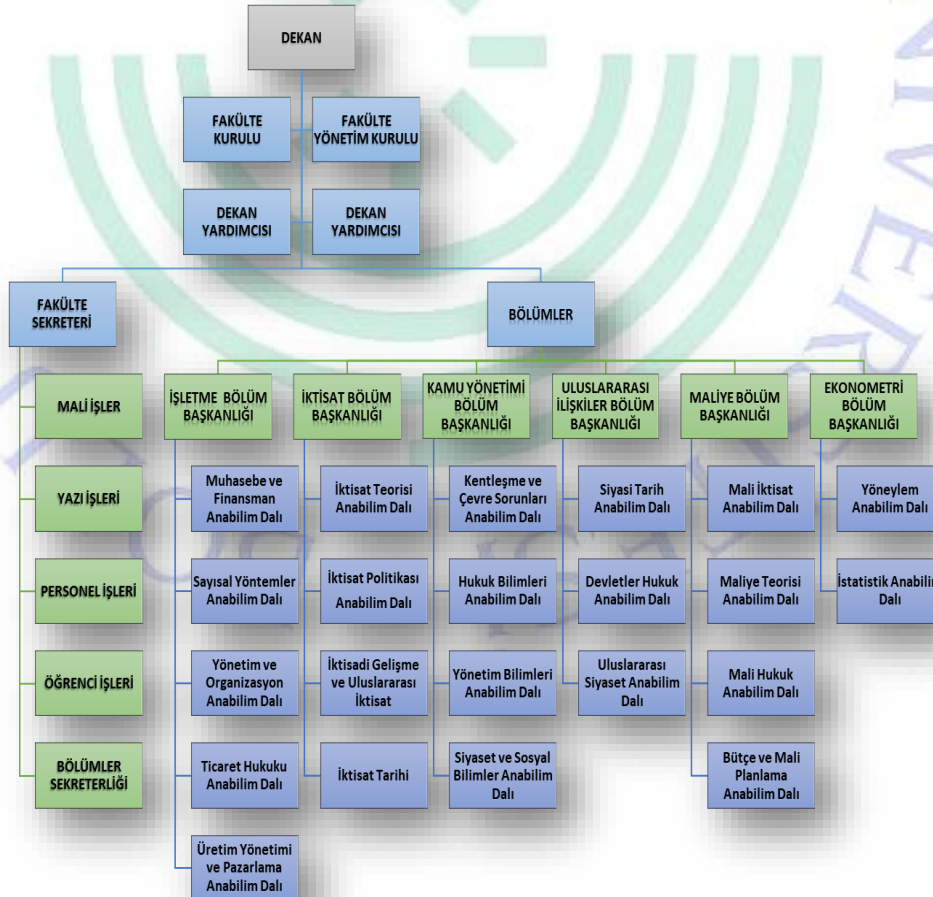 DEKAN
FAKÜLTE
KURULU
FAKÜLTE
YÖNETİM KURULU
DEKAN
YARDIMCISI
DEKAN
YARDIMCISI
FAKÜLTE
SEKRETERİ
BÖLÜMLER
MALİ İŞLER
YAZI İŞLERİ
PERSONEL İŞLERİ
ÖĞRENCİ İŞLERİ
BÖLÜMLER
SEKRETERLİĞİ
İŞLETME BÖLÜM
BAŞKANLIĞI
Muhasebe ve
Finansman
Anabilim Dalı
Sayısal Yöntemler
Anabilim Dalı
Yönetim ve
Organizasyon
Anabilim Dalı
Ticaret Hukuku
Anabilim Dalı
Üretim Yönetimi
ve Pazarlama
Anabilim Dalı
İKTİSAT BÖLÜM
BAŞKANLIĞI
İktisat Teorisi
Anabilim Dalı
İktisat Politikası
Anabilim Dalı
İktisadi Gelişme
ve Uluslararası
İktisat
İktisat Tarihi
KAMU YÖNETİMİ
BÖLÜM
BAŞKANLIĞI
Kentleşme ve
Çevre Sorunları
Anabilim Dalı
Hukuk Bilimleri
Anabilim Dalı
Yönetim Bilimleri
Anabilim Dalı
Siyaset ve Sosyal
Bilimler Anabilim
Dalı
ULUSLARARASI
İLİŞKİLER BÖLÜM
BAŞKANLIĞI
Siyasi Tarih
Anabilim Dalı
Devletler Hukuk
Anabilim Dalı
Uluslararası
Siyaset Anabilim
Dalı
MALİYE BÖLÜM
BAŞKANLIĞI
Mali İktisat
Anabilim Dalı
Maliye Teorisi
Anabilim Dalı
Mali Hukuk
Anabilim Dalı
Bütçe ve Mali
Planlama
Anabilim Dalı
EKONOMETRİ
BÖLÜM
BAŞKANLIĞI
Yöneylem
Anabilim Dalı
İstatistik Anabilim
Dalı